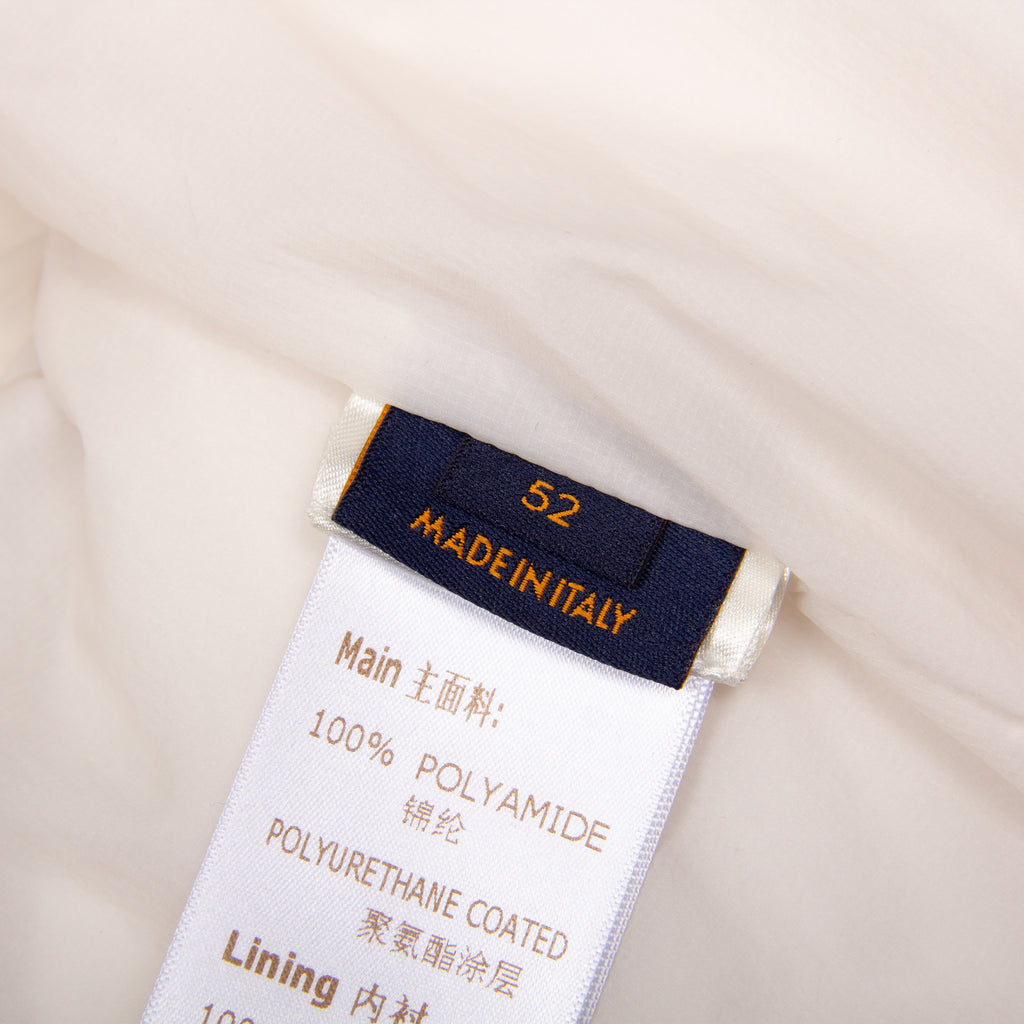 52
MADE IN ITALY
Main 主面料:
100% POLYAMIDE
锦纶
POLYURETHANE COATED
聚氨酯涂层
Lining 内衬
100